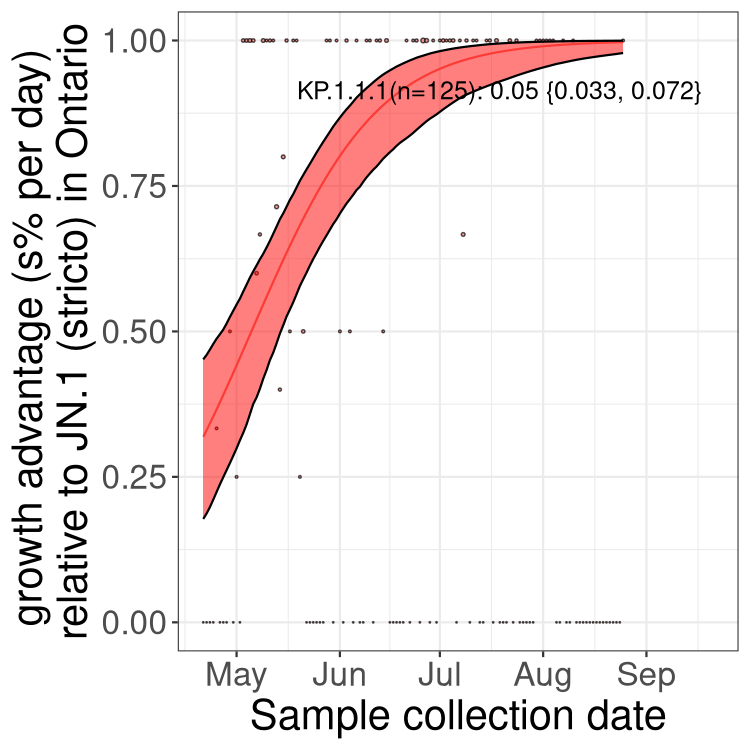 growth advantage (s% per day)
relative to JN.1 (stricto) in Ontario
1.00
0.75
0.50
0.25
0.00
KP.1.1.1(n=125): 0.05 {0.033, 0.072}
May Jun Jul Aug Sep
Sample collection date